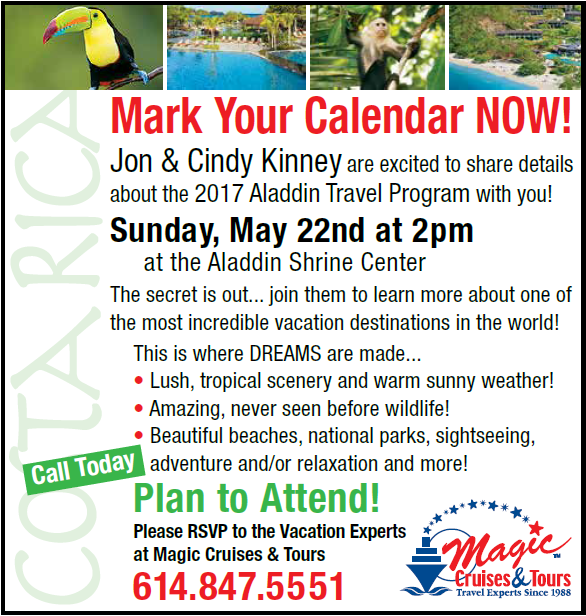 COSTA RICA
Mark Your Calendar NOW!
Jon & Cindy Kinney are excited to share details
about the 2017 Aladdin Travel Program with you!
Sunday, May 22nd at 2pm
at the Aladdin Shrine Center
The secret is out... join them to learn more about one of
the most incredible vacation destinations in the world!
This is where DREAMS are made...
• Lush, tropical scenery and warm sunny weather!
• Amazing, never seen before wildlife!
• Beautiful beaches, national parks, sightseeing,
adventure and/or relaxation and more!
Call Today
Plan to Attend!
Please RSVP to the Vacation Experts
at Magic Cruises & Tours
614.847.5551
Magic™
Cruises & Tours
Travel Experts Since 1988